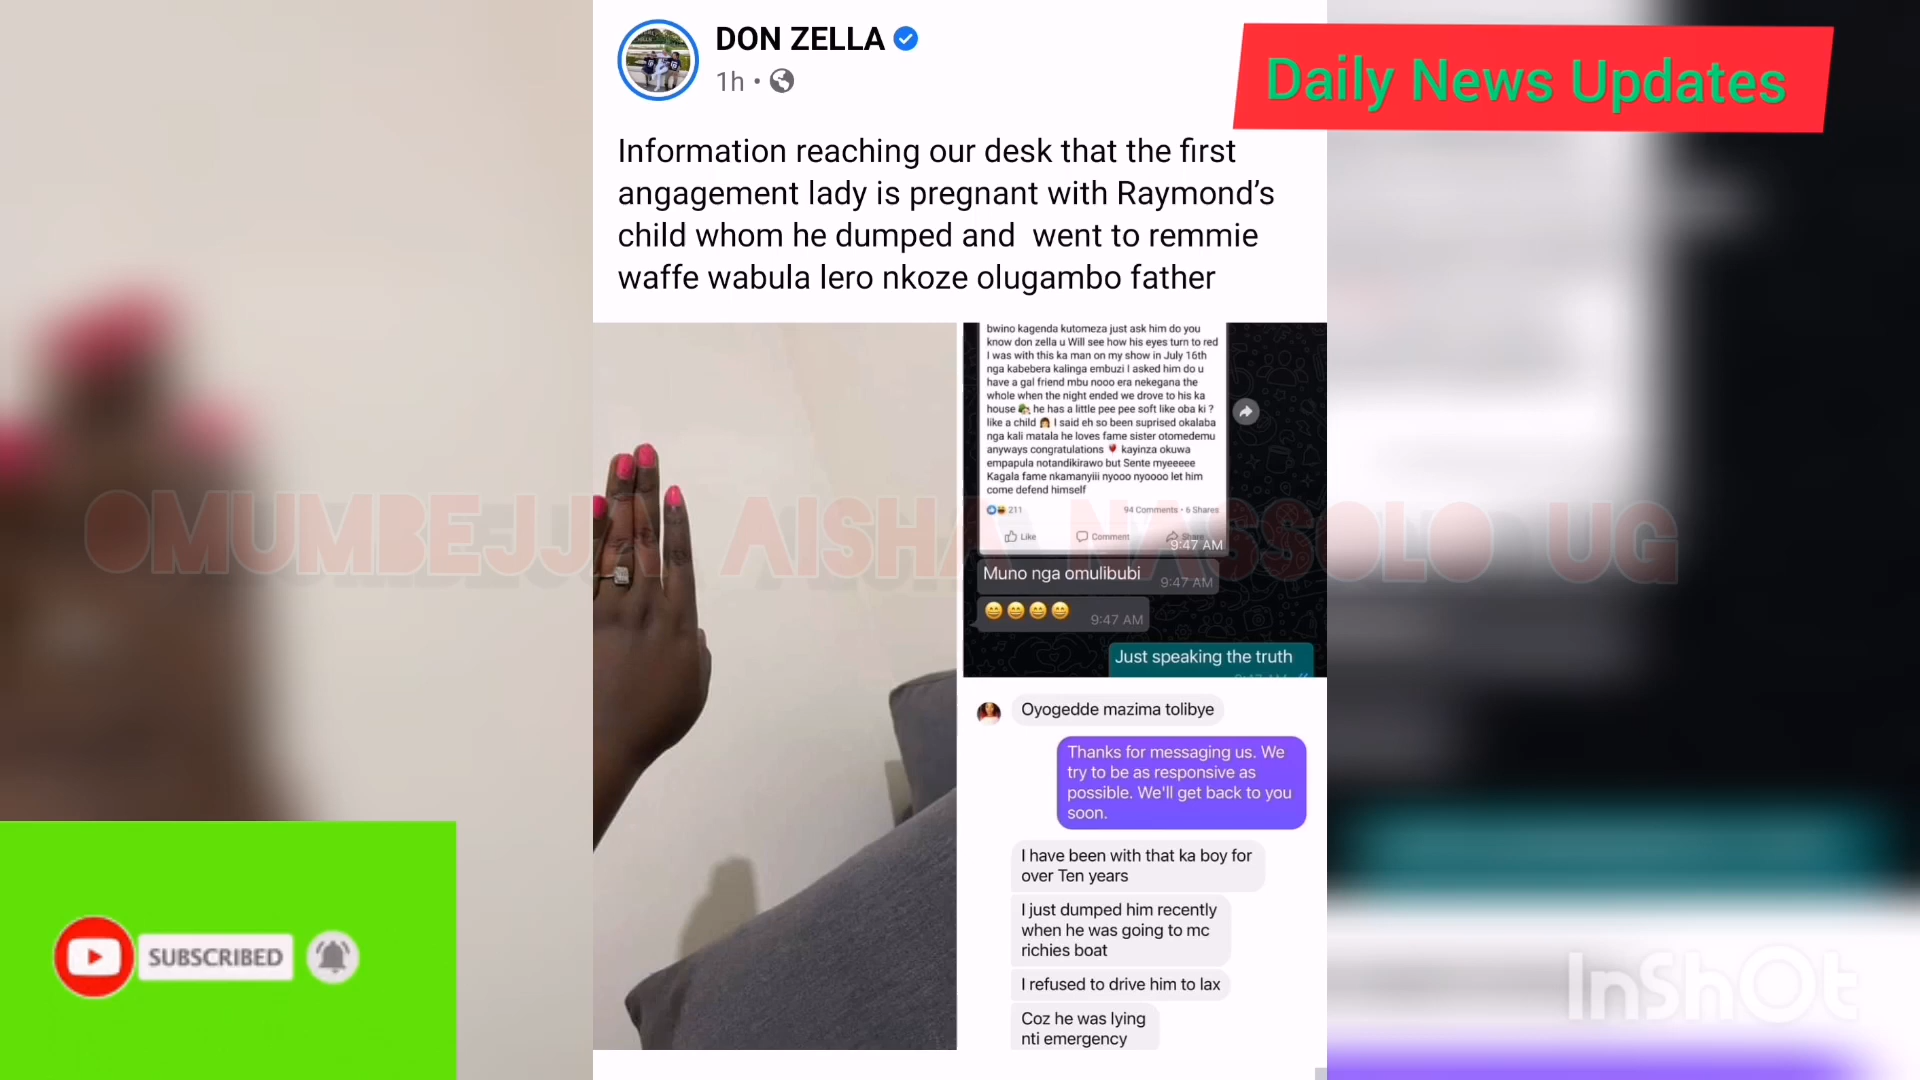 DON ZELLA
1h
Daily News Updates
Information reaching our desk that the first
angagement lady is pregnant with Raymond’s
child whom he dumped and went to remmie
waffe wabula lero nkoze olugambo father
bwino kagenda kutomeza just ask him do you
know don zella u Will see how his eyes turn to red
I was with this ka man on my show in July 16th
nga kabebera kalinga embuzi I asked him do u
have a gal friend mbu nooo era nekegana the
whole when the night ended we drove to his ka
house he has a little pee pee soft like oba ki ?
like a child I said eh so been suprised okalaba
nga kali matala he loves fame sister otomedemu
anyways congratulations kayinza okuwa
empapula notandikirawo but Sente myeeeee
Kagala fame nkamanyiii nyooo nyoooo let him
come defend himself
211
94 Comments • 6 Shares
Like
Comment
Share
9:47 AM
Muno nga omulibubi
9:47 AM
9:47 AM
Just speaking the truth
OMUMBEJJA AISHA NASSOLO UG
Oyogedde mazima tolibye
Thanks for messaging us. We
try to be as responsive as
possible. We'll get back to you
soon.
I have been with that ka boy for
over Ten years
I just dumped him recently
when he was going to mc
richies boat
I refused to drive him to lax
Coz he was lying
nti emergency
SUBSCRIBED
InShOt